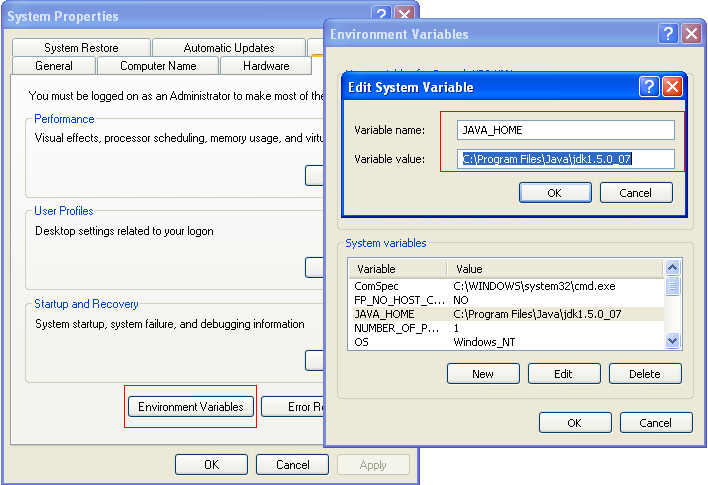 System Properties
System Restore
Automatic Updates
General
Computer Name
Hardware
You must be logged on as an Administrator to make most of the
Performance
Visual effects, processor scheduling, memory usage, and virtu
User Profiles
Desktop settings related to your logon
Startup and Recovery
System startup, system failure, and debugging information
Environment Variables
Error Re
OK
Cancel
Apply
Environment Variables
Edit System Variable
Variable name:
JAVA_HOME
Variable value:
C:\Program Files\Java\jdk1.5.0_07
OK
Cancel
System variables
Variable Value
ComSpec C:\WINDOWS\system32\cmd.exe
FP_NO_HOST_C... NO
JAVA_HOME C:\Program Files\Java\jdk1.5.0_07
NUMBER_OF_P... 1
OS Windows_NT
New
Edit
Delete
OK
Cancel